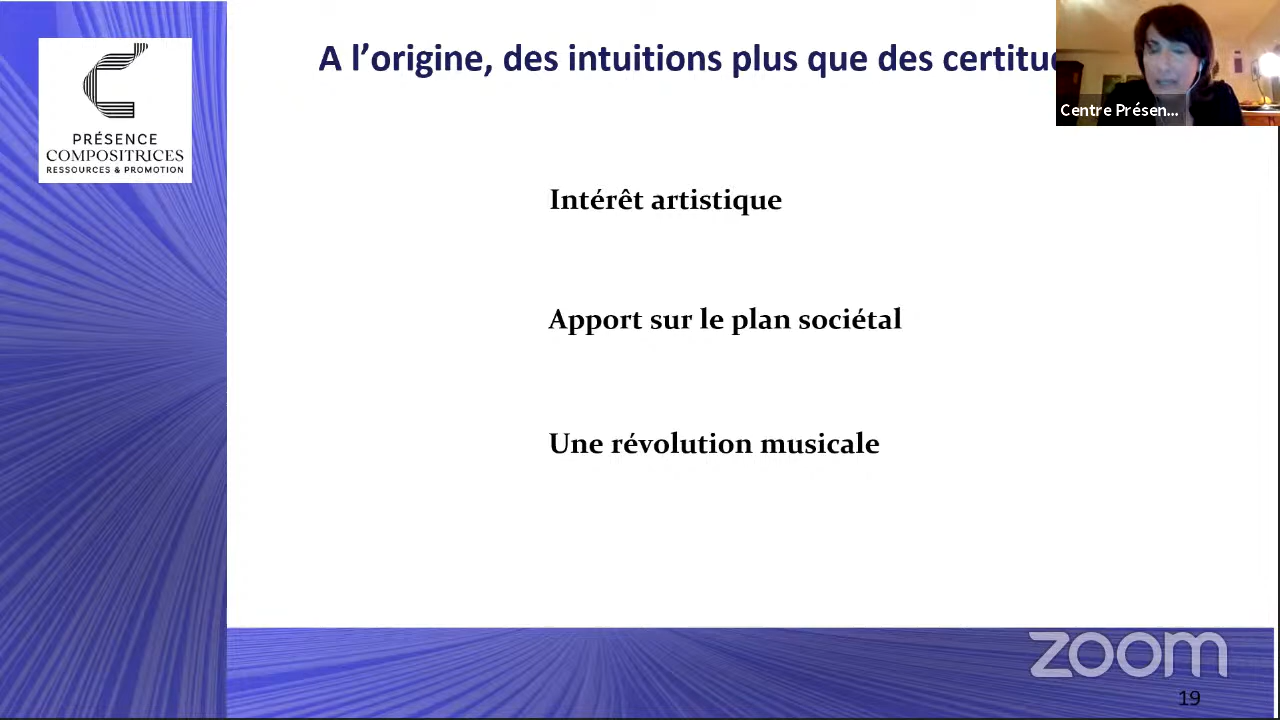 A l’origine, des intuitions plus que des
Centre Présen...
PRÉSENCE
COMPOSITRICES
RESSOURCES & PROMOTION
Intérêt artistique
Apport sur le plan sociétal
Une révolution musicale
zoom
19